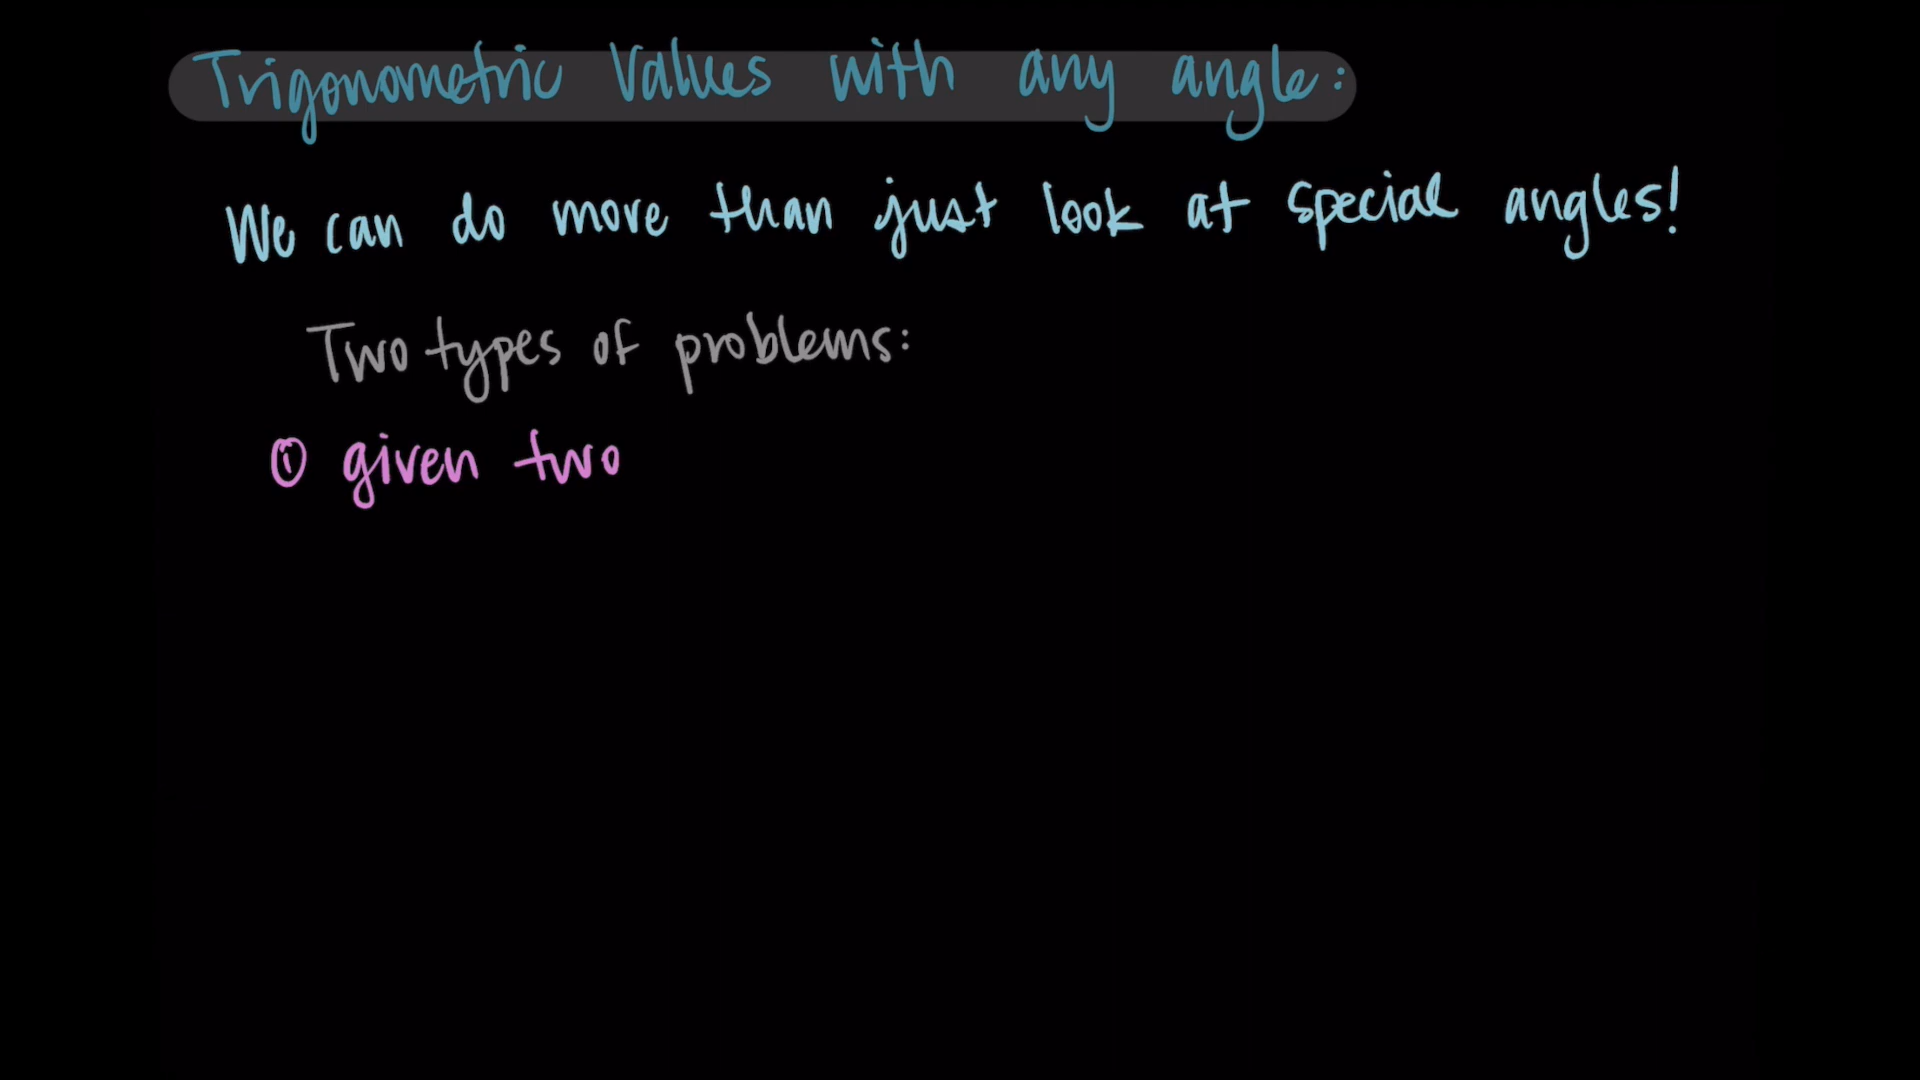 Trigonometric Values with any angle:
We can do more than just look at special angles!
Two types of problems:
① given two